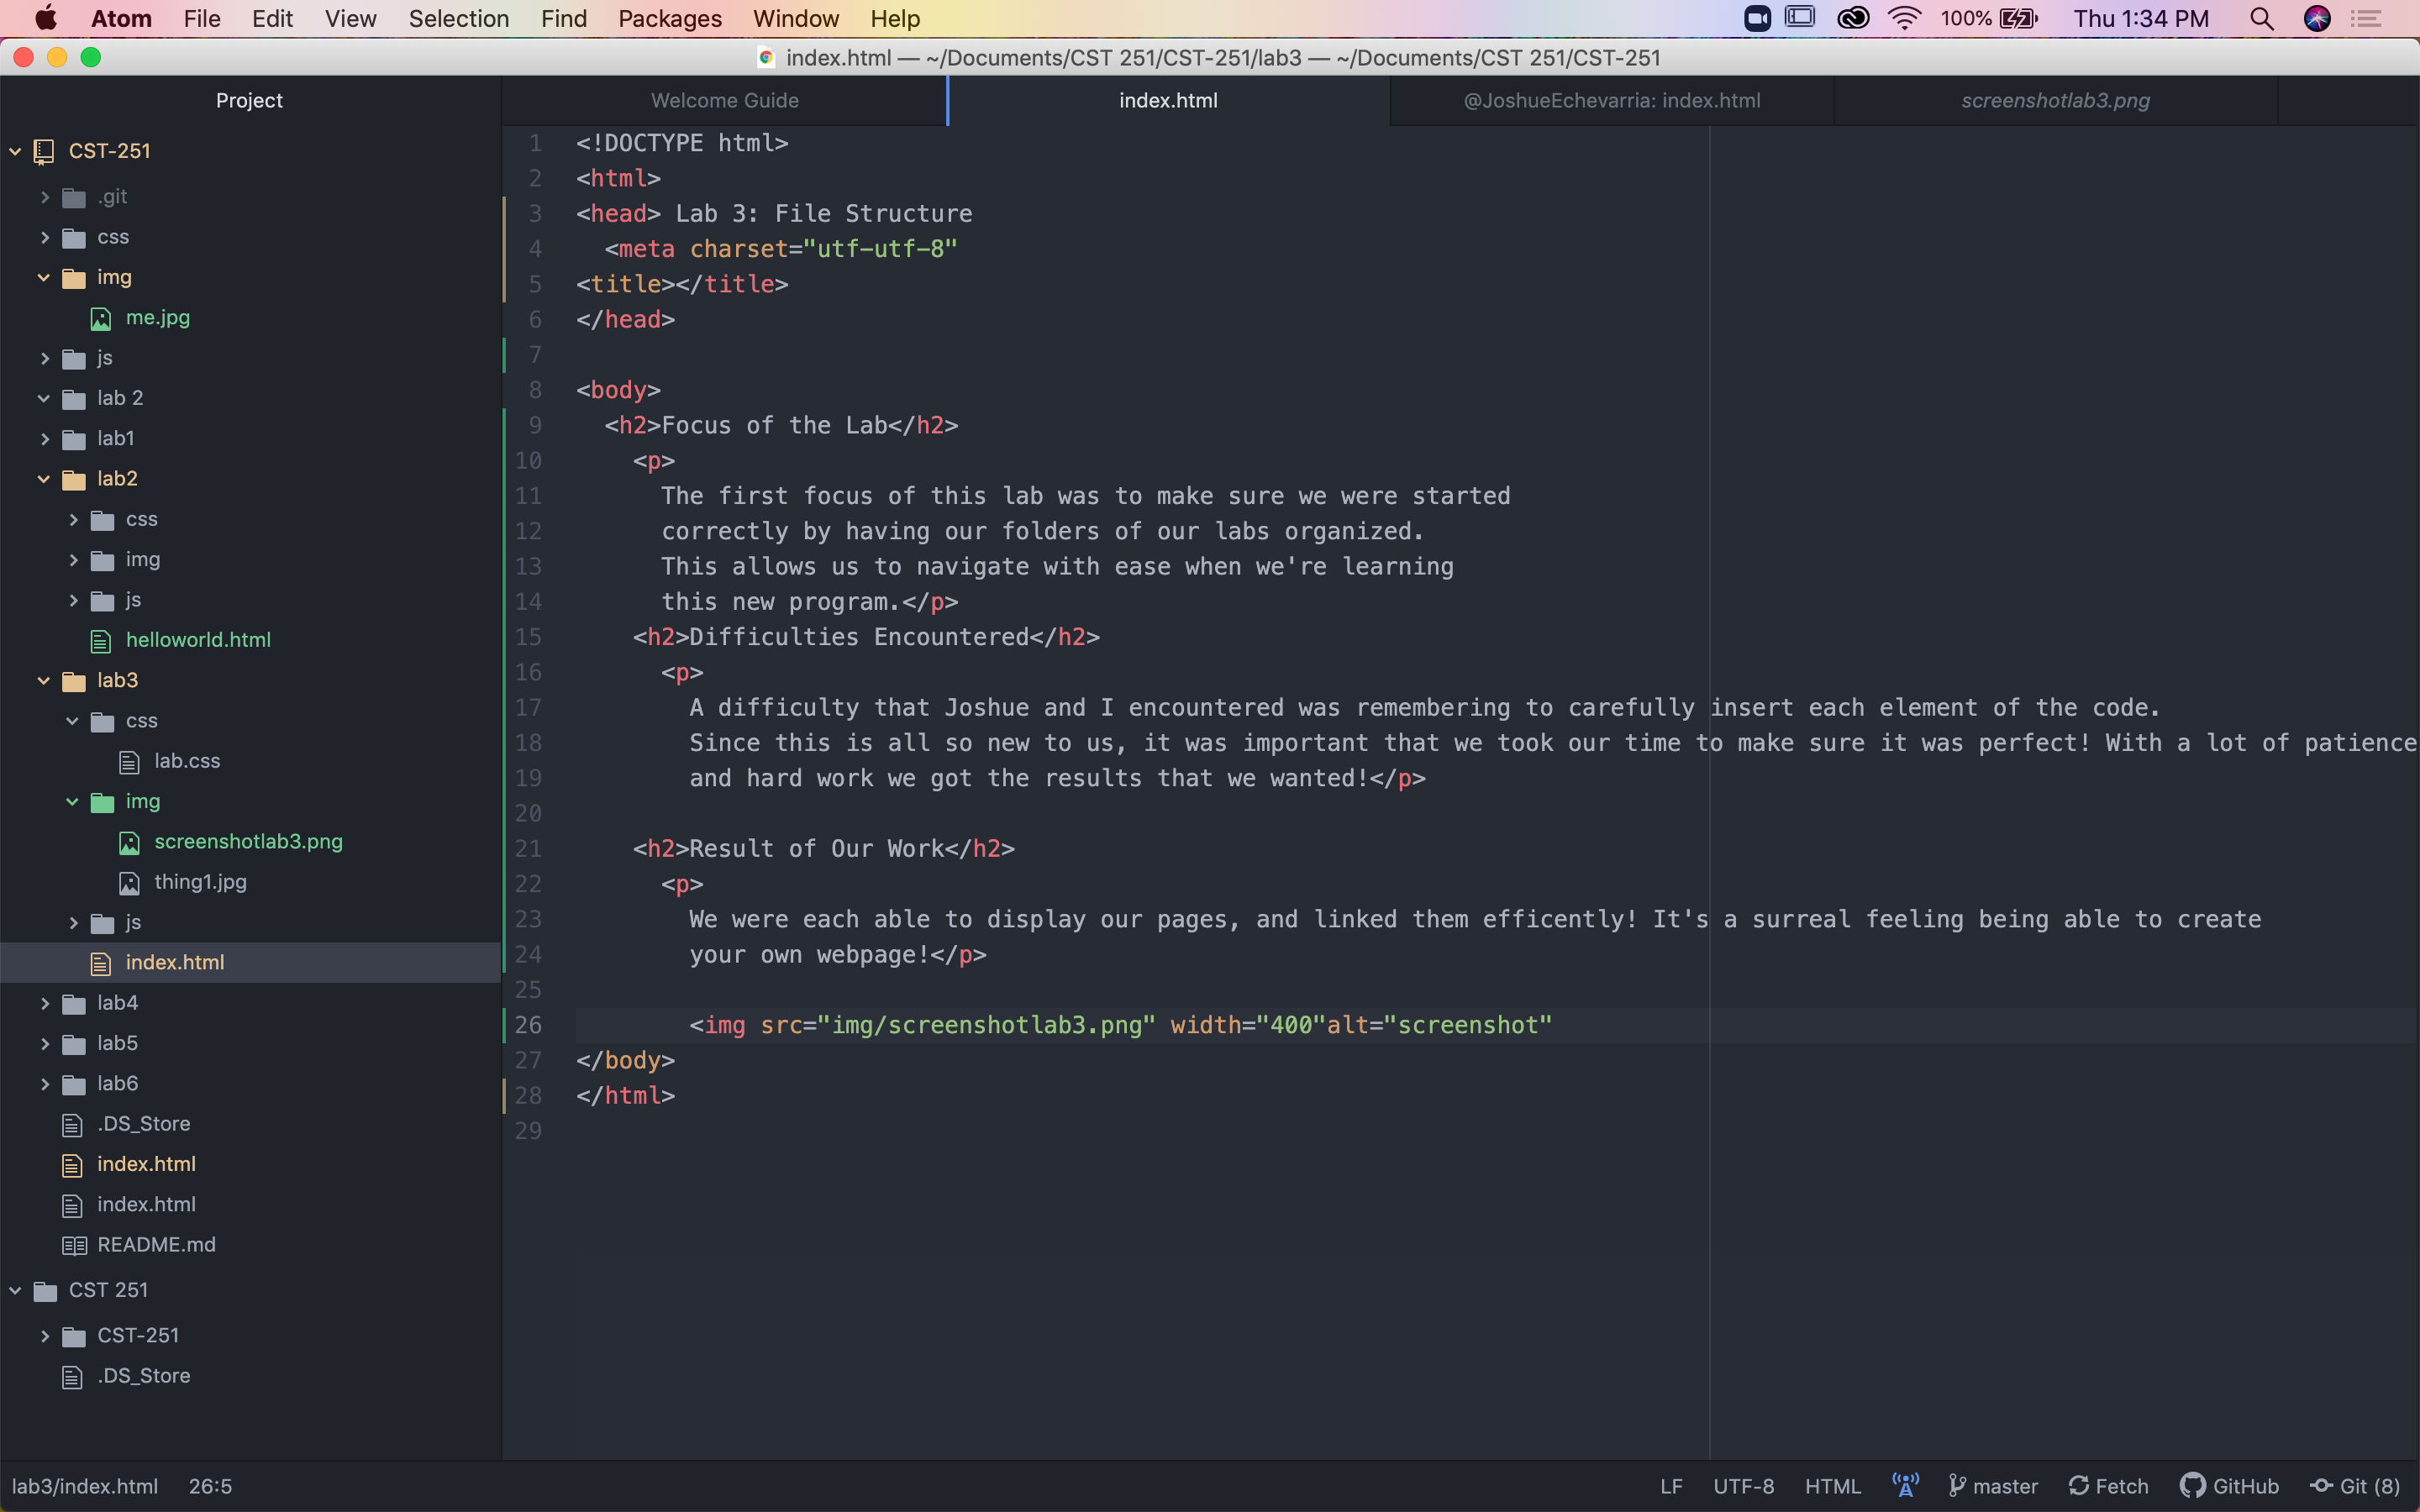 Atom File Edit View Selection Find Packages Window Help 100% Thu 1:34 PM
index.html — ~/Documents/CST 251/CST-251/lab3 — ~/Documents/CST 251/CST-251
Project
Welcome Guide
index.html
@JoshueEchevarria: index.html
screenshotlab3.png
CST-251
.git
css
img
me.jpg
js
lab 2
lab1
lab2
css
img
js
helloworld.html
lab3
css
lab.css
img
screenshotlab3.png
thing1.jpg
js
index.html
lab4
lab5
lab6
.DS_Store
index.html
index.html
README.md
CST 251
CST-251
.DS_Store
1 <!DOCTYPE html>
2 <html>
3 <head> Lab 3: File Structure
4 <meta charset="utf-utf-8"
5 <title></title>
6 </head>
7
8 <body>
9 <h2>Focus of the Lab</h2>
10 <p>
11 The first focus of this lab was to make sure we were started
12 correctly by having our folders of our labs organized.
13 This allows us to navigate with ease when we're learning
14 this new program.</p>
15 <h2>Difficulties Encountered</h2>
16 <p>
17 A difficulty that Joshue and I encountered was remembering to carefully insert each element of the code.
18 Since this is all so new to us, it was important that we took our time to make sure it was perfect! With a lot of patience
19 and hard work we got the results that we wanted!</p>
20
21 <h2>Result of Our Work</h2>
22 <p>
23 We were each able to display our pages, and linked them efficently! It's a surreal feeling being able to create
24 your own webpage!</p>
25
26 <img src="img/screenshotlab3.png" width="400"alt="screenshot"
27 </body>
28 </html>
29
lab3/index.html 26:5 LF UTF-8 HTML master Fetch GitHub Git (8)